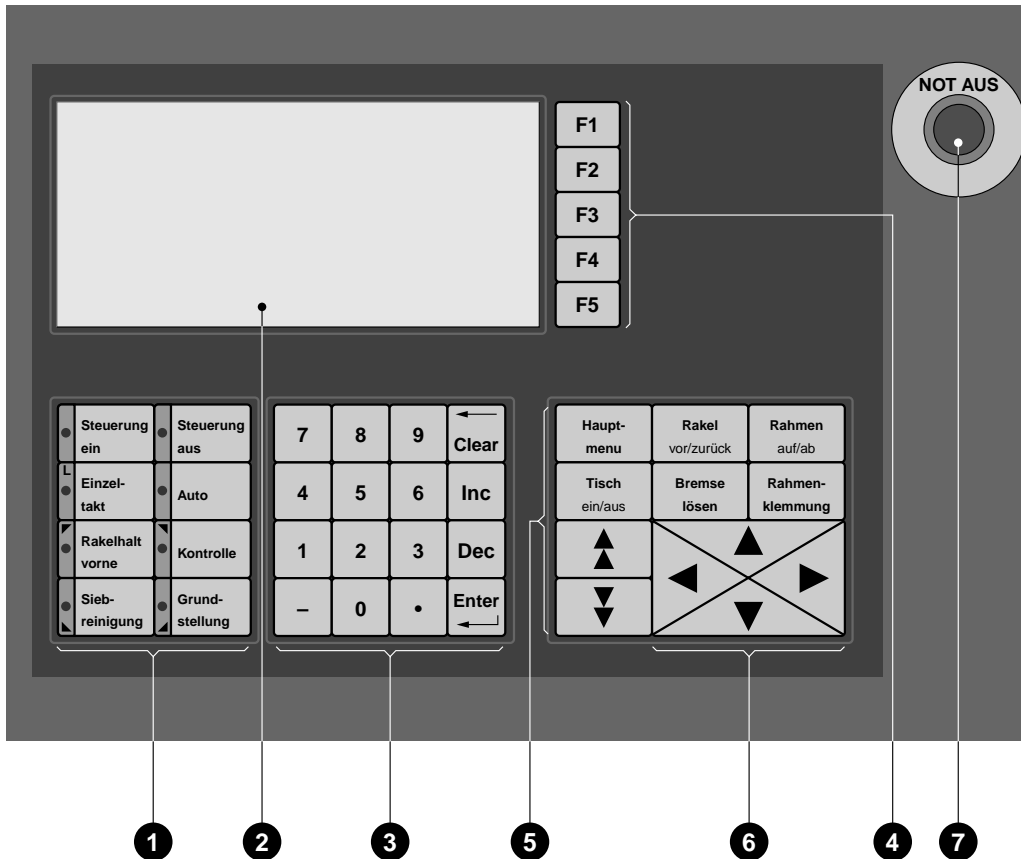 NOT AUS
F1
F2
F3
F4
F5
Steuerung
ein
Steuerung
aus
L
Einzel-
takt
Auto
Rakelhalt
vorne
Kontrolle
Sieb-
reinigung
Grund-
stellung
7
8
9
Clear
4
5
6
Inc
1
2
3
Dec
–
0
•
Enter
Haupt-
menu
Rakel
vor/zurück
Rahmen
auf/ab
Tisch
ein/aus
Bremse
lösen
Rahmen-
klemmung
1
2
3
5
6
4
7